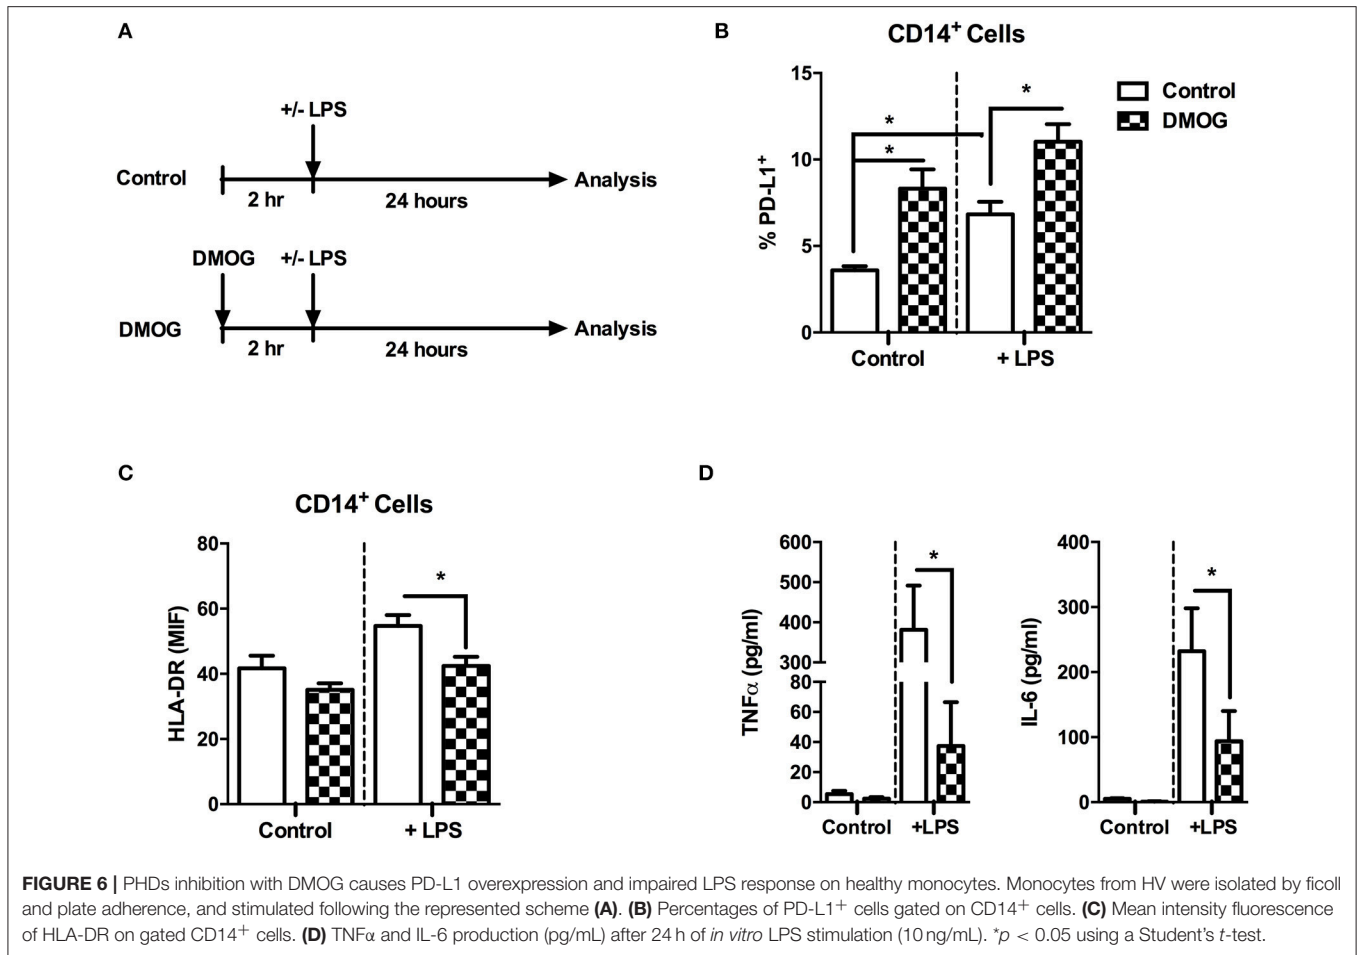 A
+/- LPS
Control
2 hr
24 hours
Analysis
DMOG
+/- LPS
DMOG
2 hr
24 hours
Analysis
B
CD14+ Cells
% PD-L1+
15
10
5
0
*
*
*
Control
+ LPS
Control
DMOG
C
CD14+ Cells
HLA-DR (MIF)
80
60
40
20
0
*
Control
+ LPS
D
TNFα (pg/ml)
600
500
400
300
80
60
40
20
0
*
Control
+LPS
IL-6 (pg/ml)
400
300
200
100
0
*
Control
+LPS
FIGURE 6 | PHDs inhibition with DMOG causes PD-L1 overexpression and impaired LPS response on healthy monocytes. Monocytes from HV were isolated by ficoll
and plate adherence, and stimulated following the represented scheme (A). (B) Percentages of PD-L1+ cells gated on CD14+ cells. (C) Mean intensity fluorescence
of HLA-DR on gated CD14+ cells. (D) TNFα and IL-6 production (pg/mL) after 24 h of in vitro LPS stimulation (10 ng/mL). *p < 0.05 using a Student's t-test.